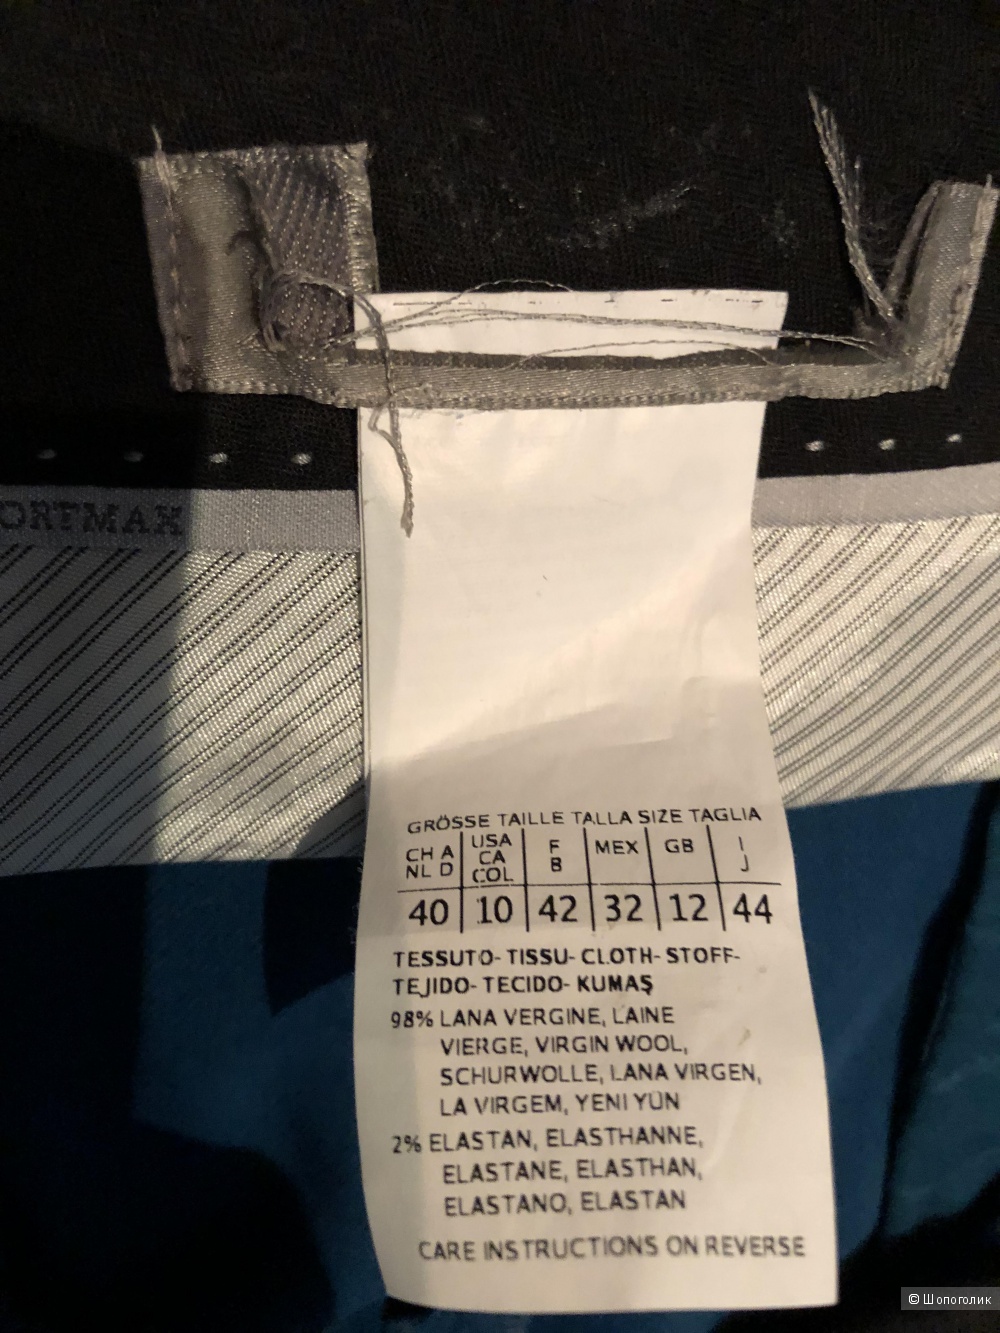 ORTMAX
GRÖSSE TAILLE TALLA SIZE TAGLIA
CH A NL D | USA CA COL | F B | MEX | GB | I J
40 | 10 | 42 | 32 | 12 | 44
TESSUTO- TISSU- CLOTH- STOFF-
TEJIDO- TECIDO- KUMAŞ
98% LANA VERGINE, LAINE
VIERGE, VIRGIN WOOL,
SCHURWOLLE, LANA VIRGEN,
LA VIRGEM, YENI YÜN
2% ELASTAN, ELASTHANNE,
ELASTANE, ELASTHAN,
ELASTANO, ELASTAN
CARE INSTRUCTIONS ON REVERSE
© Шопоголик